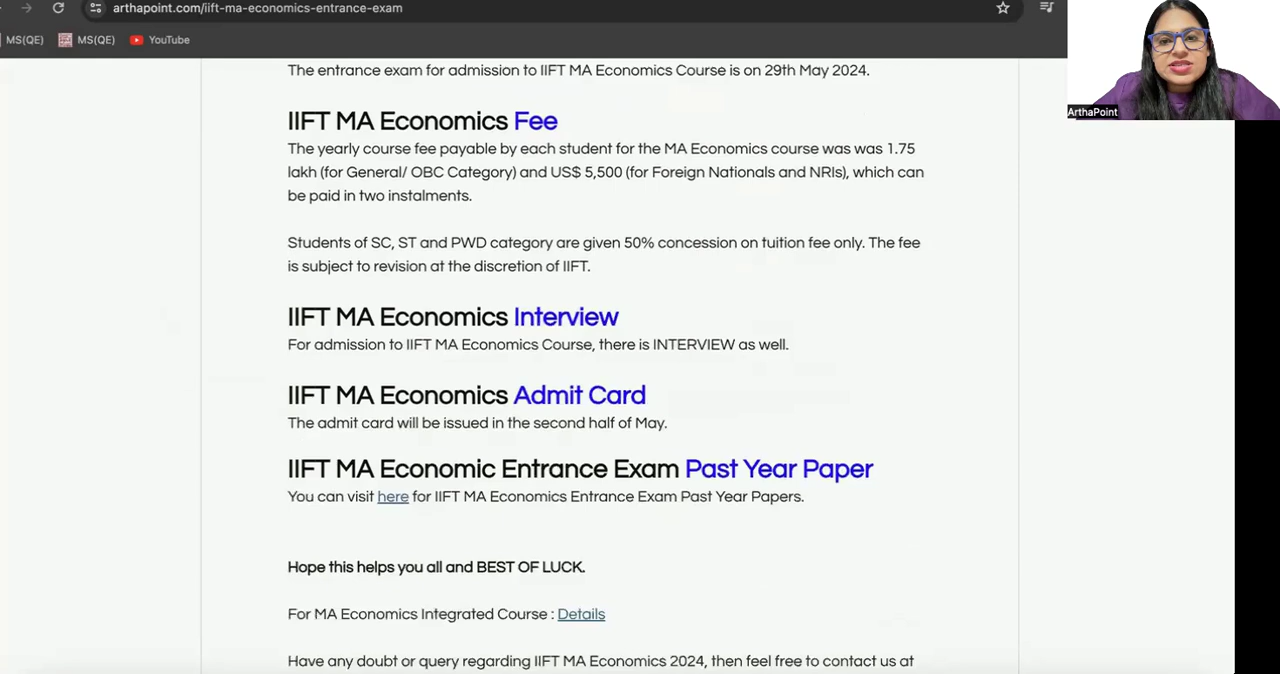 arthapoint.com/iift-ma-economics-entrance-exam
MS(QE) MS(QE) YouTube
ArthaPoint
The entrance exam for admission to IIFT MA Economics Course is on 29th May 2024.
IIFT MA Economics Fee
The yearly course fee payable by each student for the MA Economics course was was 1.75
lakh (for General/ OBC Category) and US$ 5,500 (for Foreign Nationals and NRIs), which can
be paid in two instalments.
Students of SC, ST and PWD category are given 50% concession on tuition fee only. The fee
is subject to revision at the discretion of IIFT.
IIFT MA Economics Interview
For admission to IIFT MA Economics Course, there is INTERVIEW as well.
IIFT MA Economics Admit Card
The admit card will be issued in the second half of May.
IIFT MA Economic Entrance Exam Past Year Paper
You can visit here for IIFT MA Economics Entrance Exam Past Year Papers.
Hope this helps you all and BEST OF LUCK.
For MA Economics Integrated Course : Details
Have any doubt or query regarding IIFT MA Economics 2024, then feel free to contact us at